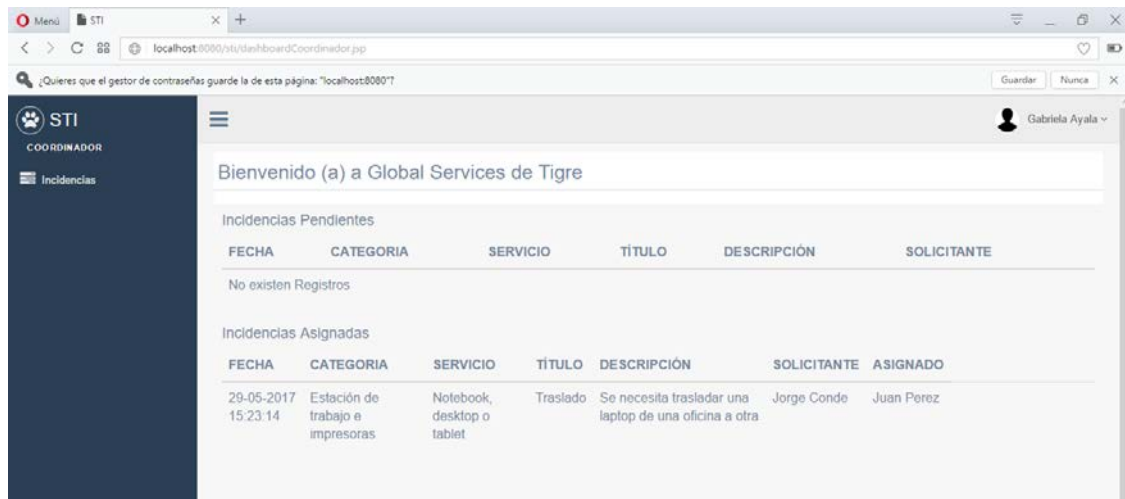 Menú
STI
localhost:8080/sti/dashboardCoordinador.jsp
¿Quieres que el gestor de contraseñas guarde la de esta página: "localhost:8080"?
Guardar
Nunca
STI
Gabriela Ayala
COORDINADOR
Incidencias
Bienvenido (a) a Global Services de Tigre
Incidencias Pendientes
FECHA CATEGORIA SERVICIO TÍTULO DESCRIPCIÓN SOLICITANTE
No existen Registros
Incidencias Asignadas
FECHA CATEGORIA SERVICIO TÍTULO DESCRIPCIÓN SOLICITANTE ASIGNADO
29-05-2017 Estación de Notebook, Traslado Se necesita trasladar una Jorge Conde Juan Perez
15:23:14 trabajo e desktop o laptop de una oficina a otra
impresoras tablet